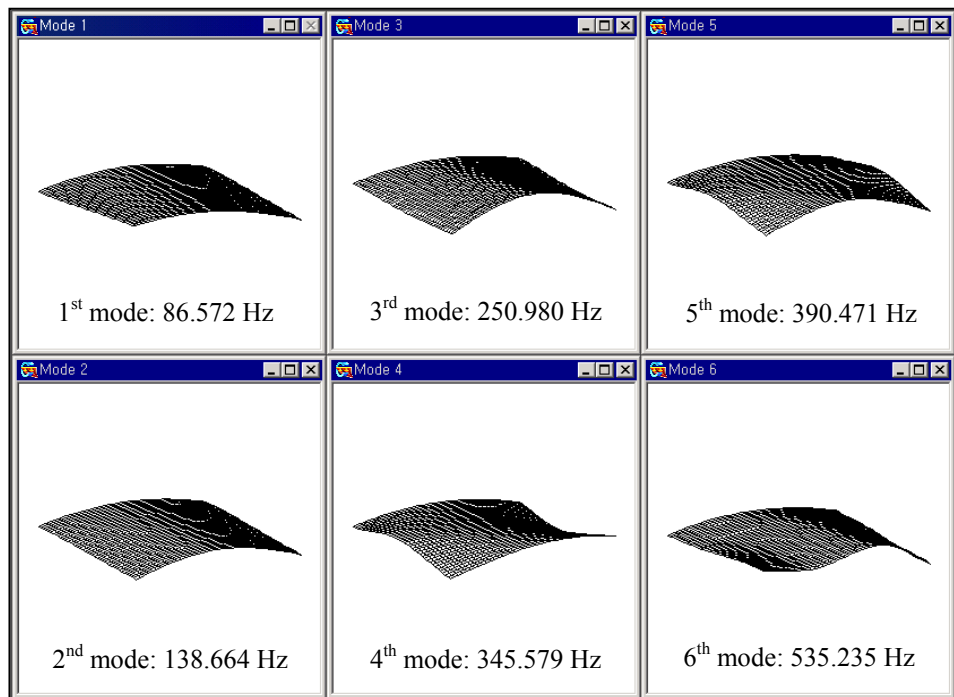 Mode 1
1st mode: 86.572 Hz
Mode 3
3rd mode: 250.980 Hz
Mode 5
5th mode: 390.471 Hz
Mode 2
2nd mode: 138.664 Hz
Mode 4
4th mode: 345.579 Hz
Mode 6
6th mode: 535.235 Hz